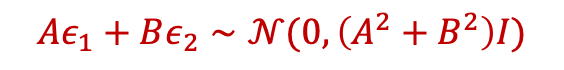 Aϵ₁ + Bϵ₂ ~ 𝒩(0, (A² + B²)I)